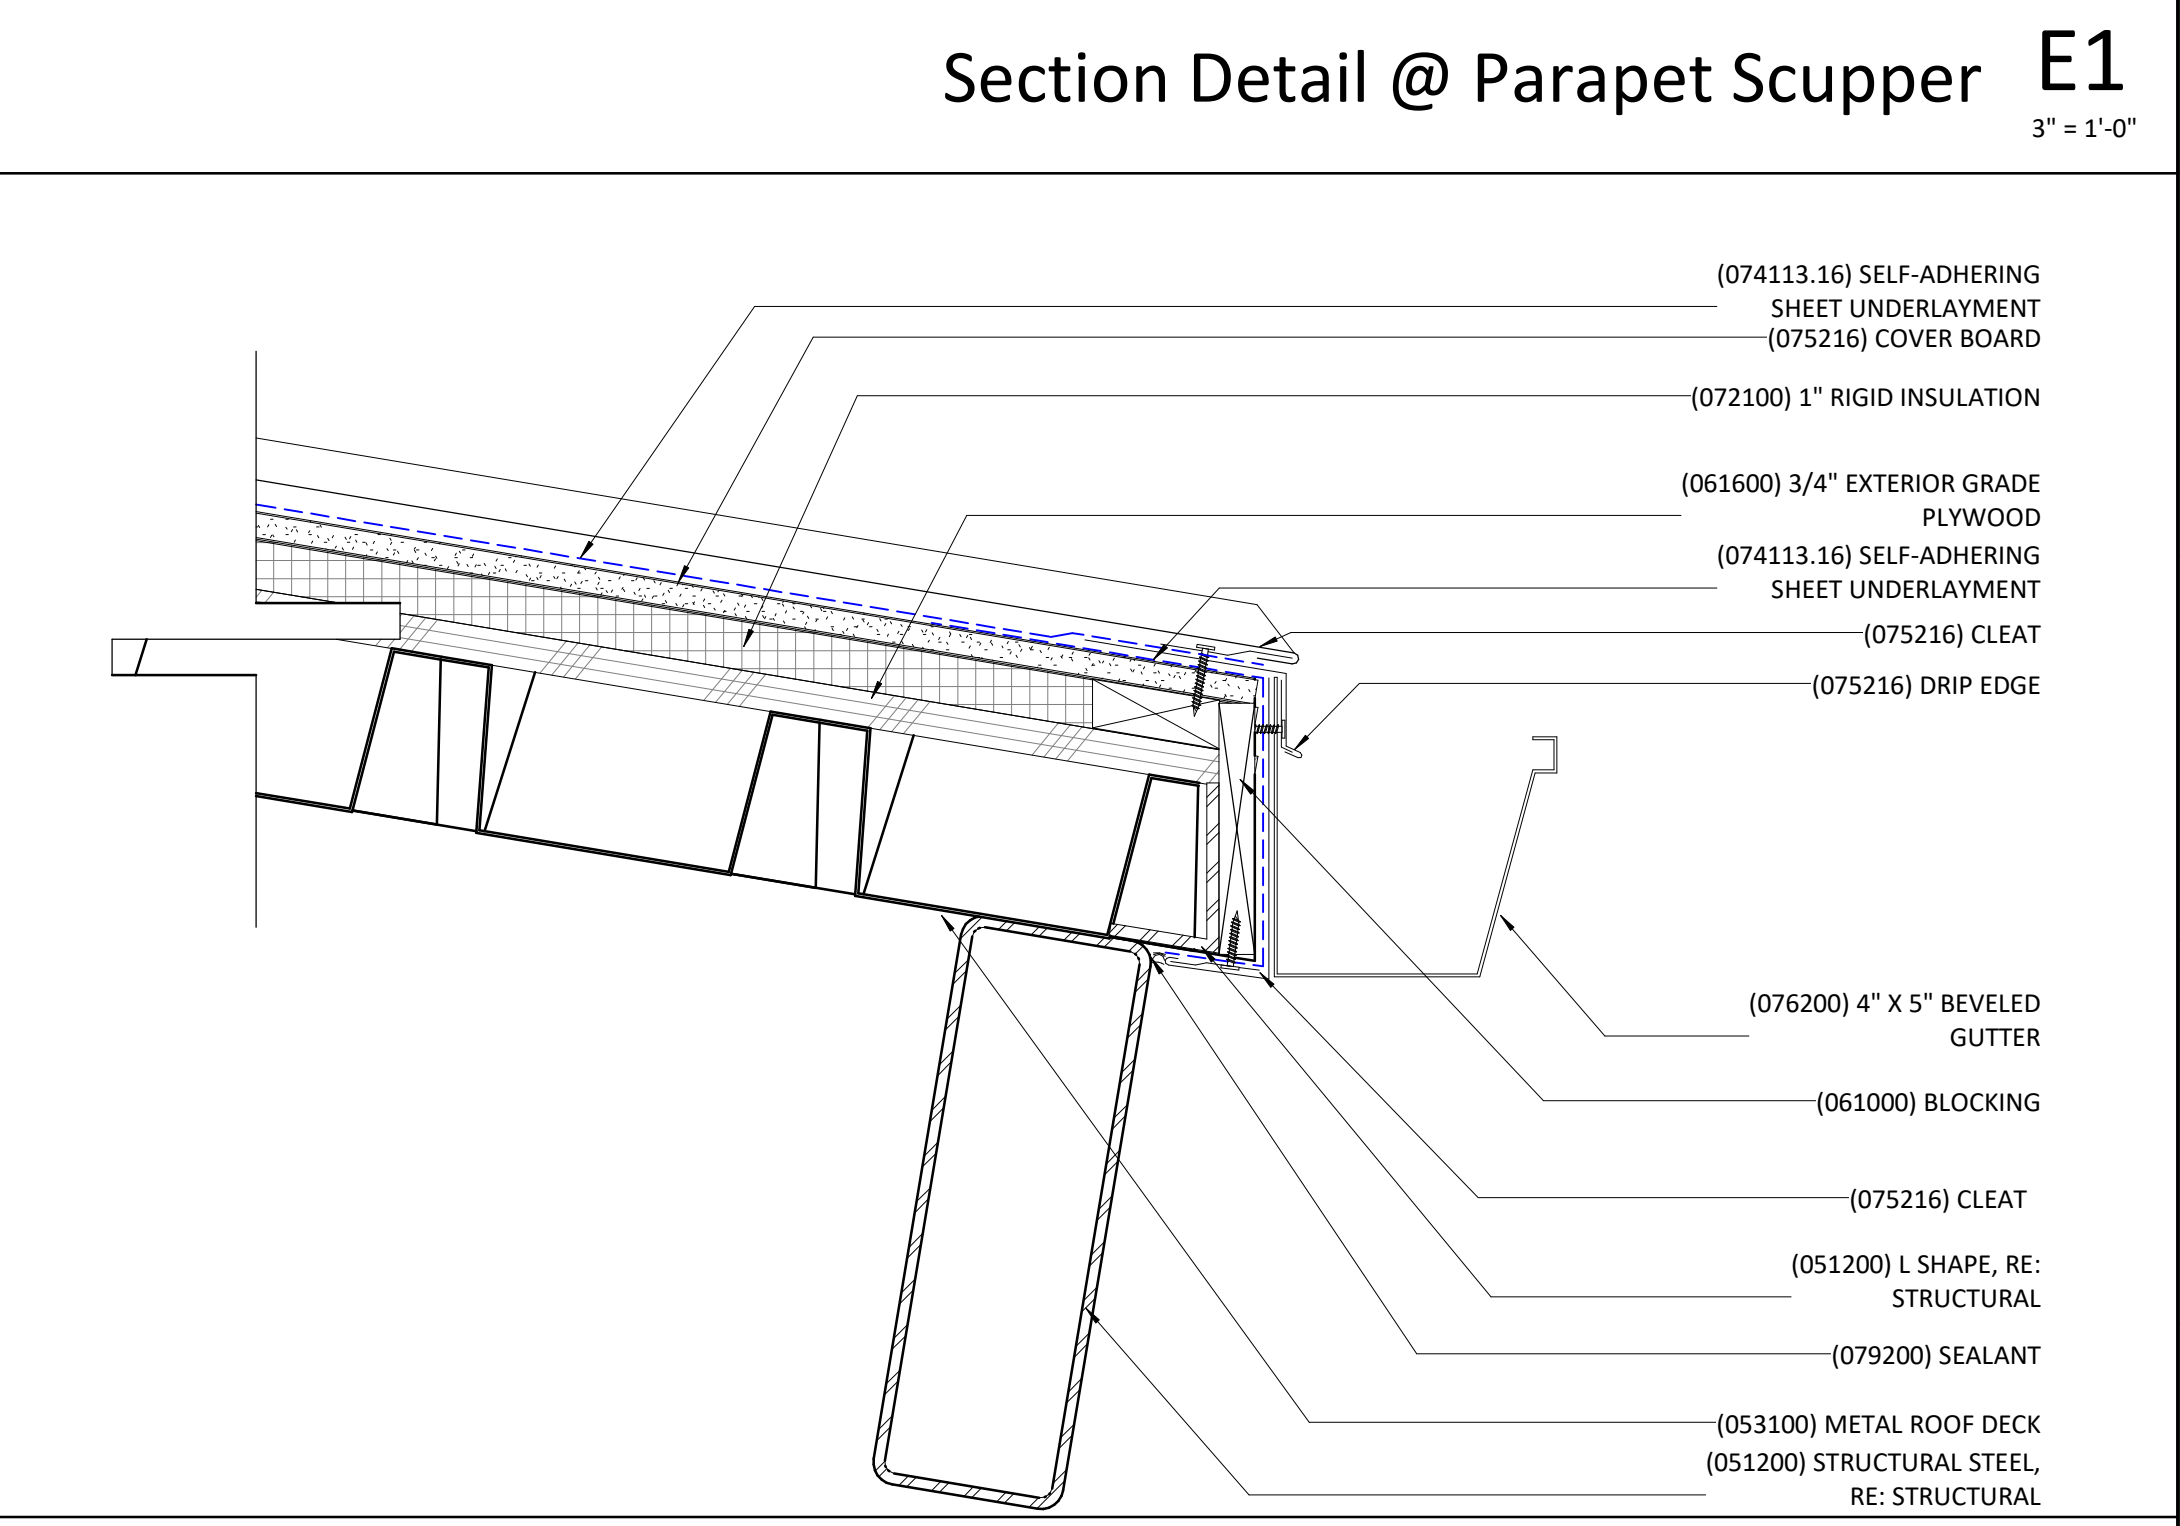 Section Detail @ Parapet Scupper
E1
3" = 1'-0"
(074113.16) SELF-ADHERING
SHEET UNDERLAYMENT
(075216) COVER BOARD
(072100) 1" RIGID INSULATION
(061600) 3/4" EXTERIOR GRADE
PLYWOOD
(074113.16) SELF-ADHERING
SHEET UNDERLAYMENT
(075216) CLEAT
(075216) DRIP EDGE
(076200) 4" X 5" BEVELED
GUTTER
(061000) BLOCKING
(075216) CLEAT
(051200) L SHAPE, RE:
STRUCTURAL
(079200) SEALANT
(053100) METAL ROOF DECK
(051200) STRUCTURAL STEEL,
RE: STRUCTURAL